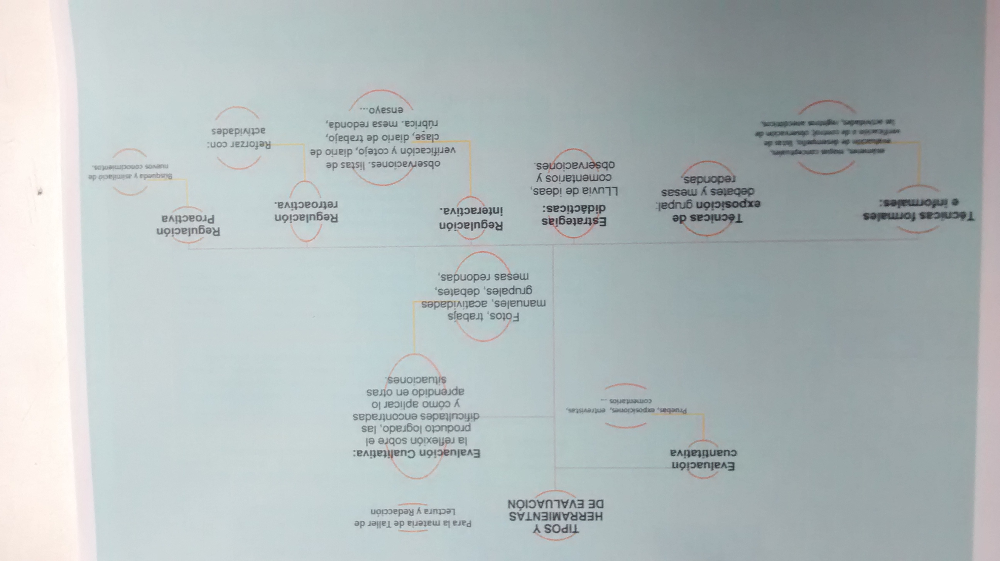 TIPOS Y
HERRAMIENTAS
DE EVALUACIÓN
Para la materia de Taller de
Lectura y Redacción
Evaluación
cuantitativa
Pruebas, exposiciones, entrevistas,
comentarios ...
Evaluación Cualitativa:
la reflexión sobre el
producto logrado, las
dificultades encontradas
y cómo aplicar lo
aprendido en otras
situaciones.
Fotos, trabajs
manuales, acatividades
grupales, debates,
mesas redondas,
Técnicas formales
e informales:
exámenes, mapas conceptuales,
evaluación de desempeño, listas de
verificación o de control; observación de
las actividades, registros anecdóticos,
Técnicas de
exposición grupal:
debates y mesas
redondas.
Estrategias
didácticas:
LLuvia de ideas,
comentarios y
observaciones.
Regulación
interactiva.
observaciones. listas de
verificación y cotejo, diario de
clase, diario de trabajo,
rúbrica. mesa redonda,
ensayo...
Regulación
retroactiva.
Reforzar con:
actividades
Regulación
Proactiva
Búsqueda y asimilació de
nuevos conocimientos.